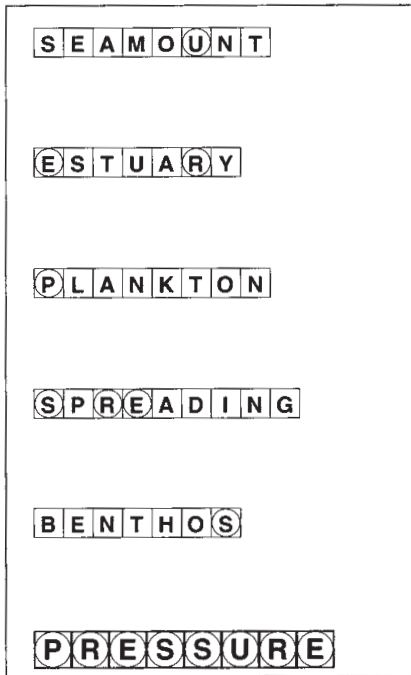 SEAMOUNT
ESTUARY
PLANKTON
SPREADING
BENTHOS
PRESSURE